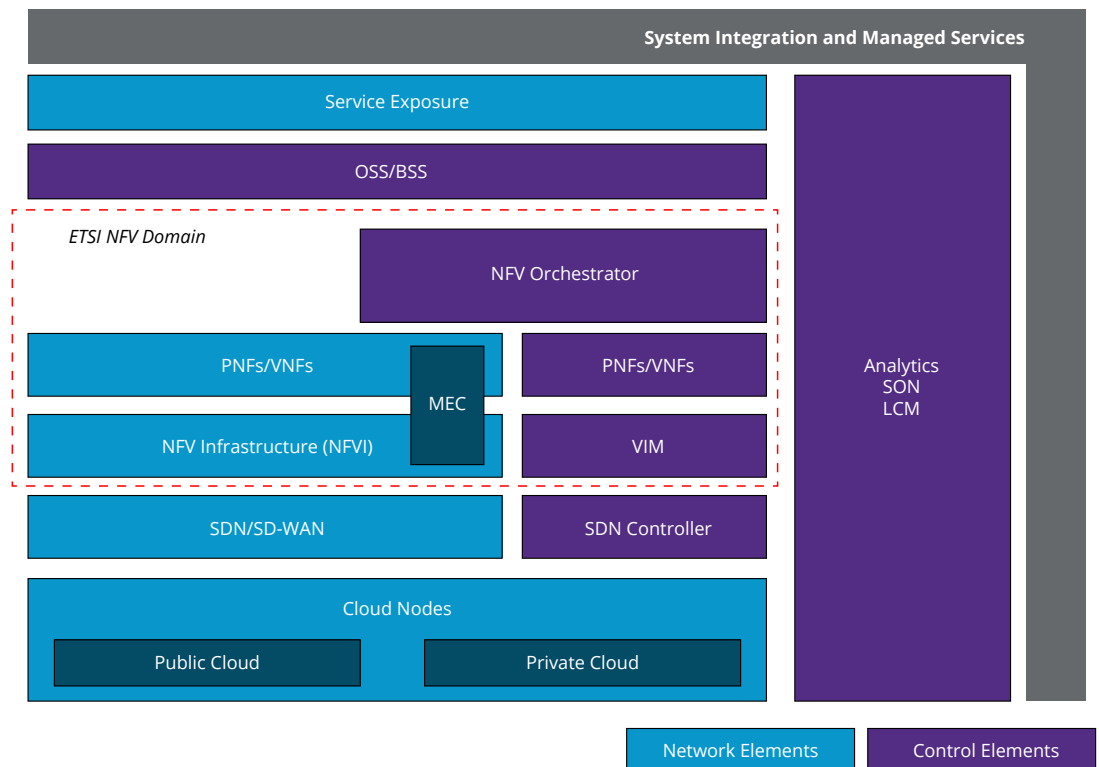 System Integration and Managed Services
Service Exposure
OSS/BSS
ETSI NFV Domain
NFV Orchestrator
PNFs/VNFs
MEC
PNFs/VNFs
NFV Infrastructure (NFVI)
VIM
SDN/SD-WAN
SDN Controller
Cloud Nodes
Public Cloud
Private Cloud
Analytics
SON
LCM
Network Elements
Control Elements